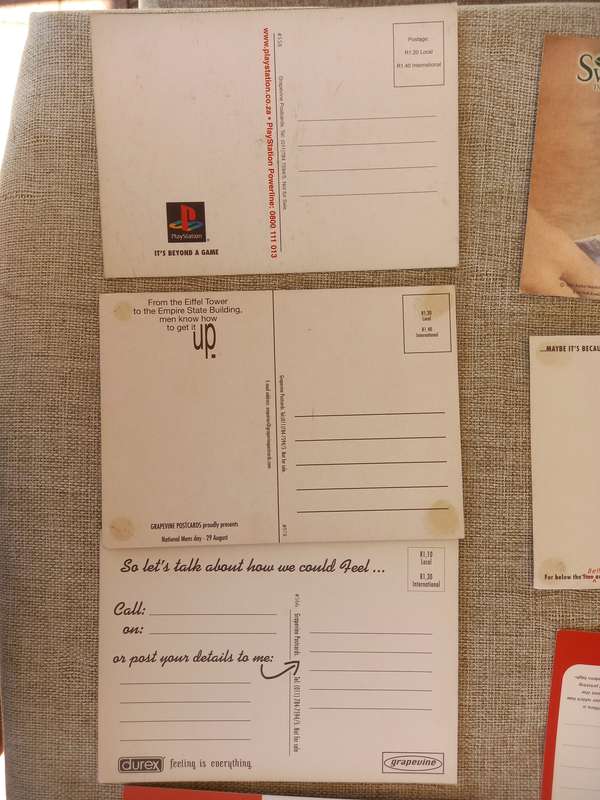 Postage:
R1.20 Local
R1.40 International
#158
Grapevine Postcards. Tel: (011)784 7594/5. Not for Sale.
www.playstation.co.za • PlayStation Powerline: 0800 111 013
PlayStation
IT'S BEYOND A GAME
From the Eiffel Tower
to the Empire State Building,
men know how
to get it up.
R1.20
Local
R1.40
International
Grapevine Postcards. Tel:(011) 784-7594/5. Not for sale
GRAPEVINE POSTCARDS proudly presents
National Mens day - 29 August
So let's talk about how we could Feel ...
R1.10
Local
R1.30
International
Call:
on:
or post your details to me:
Grapevine Postcards. Tel: (011) 784-7594/5. Not for sale
durex feeling is everything
grapevine
...MAYBE IT'S BECAU
For below the